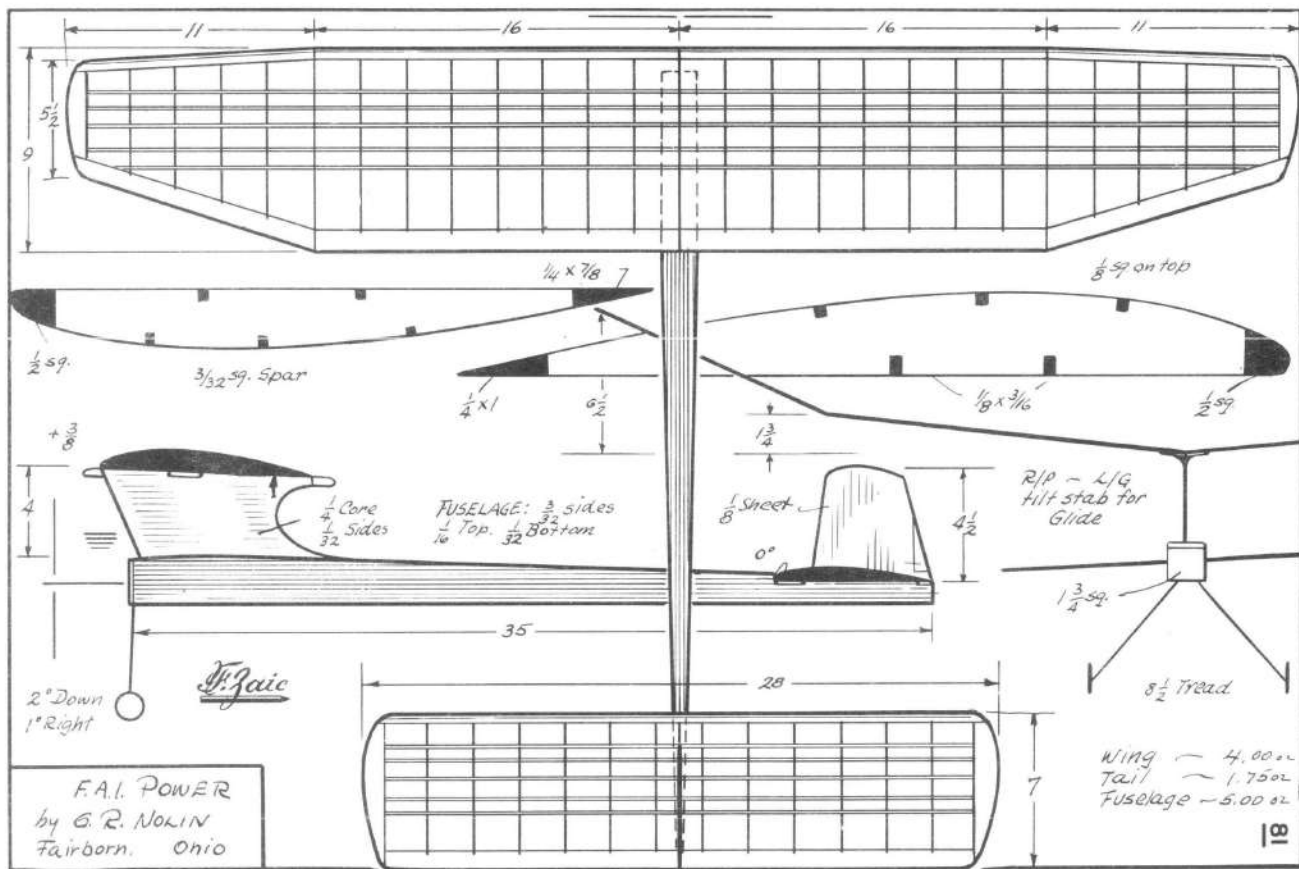 11
16
16
11
5 1/2
9
1/4 x 7/8
1/8 sq on top
1/2 sq.
3/32 sq. Spar
1/4 x 1
6 1/2
1/8 x 3/16
1/2 sq.
1 3/4
+ 3/8
4
1/4 Core
1/32 Sides
FUSELAGE: 3/32 sides
1/16 Top. 1/32 Bottom
1/8 Sheet
4 1/2
0°
R/P ~ L/G
tilt stab for
Glide
1 3/4 sq.
35
8 1/2 Tread
2° Down
1° Right
F. Zaic
28
7
F.A.I. POWER
by G. R. NOLIN
Fairborn. Ohio
Wing ~ 4.00 oz
Tail ~ 1.75 oz
Fuselage ~ 5.00 oz
81